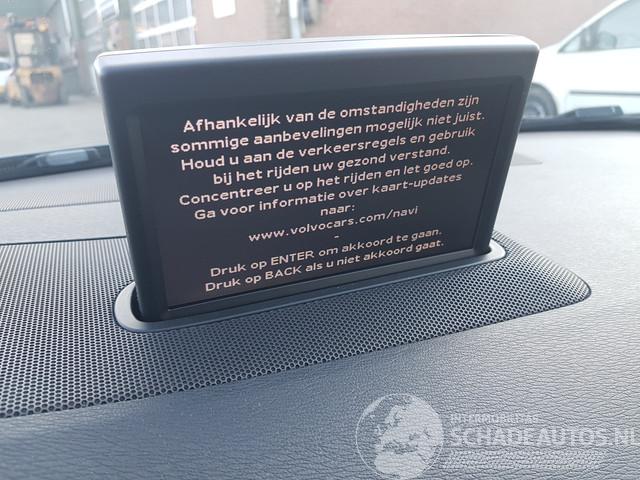 Afhankelijk van de omstandigheden zijn
sommige aanbevelingen mogelijk niet juist.
Houd u aan de verkeersregels en gebruik
bij het rijden uw gezond verstand.
Concentreer u op het rijden en let goed op.
Ga voor informatie over kaart-updates
naar:
www.volvocars.com/navi
-
Druk op ENTER om akkoord te gaan.
Druk op BACK als u niet akkoord gaat.
INTERMOBILITAS
SCHADEAUTOS.NL